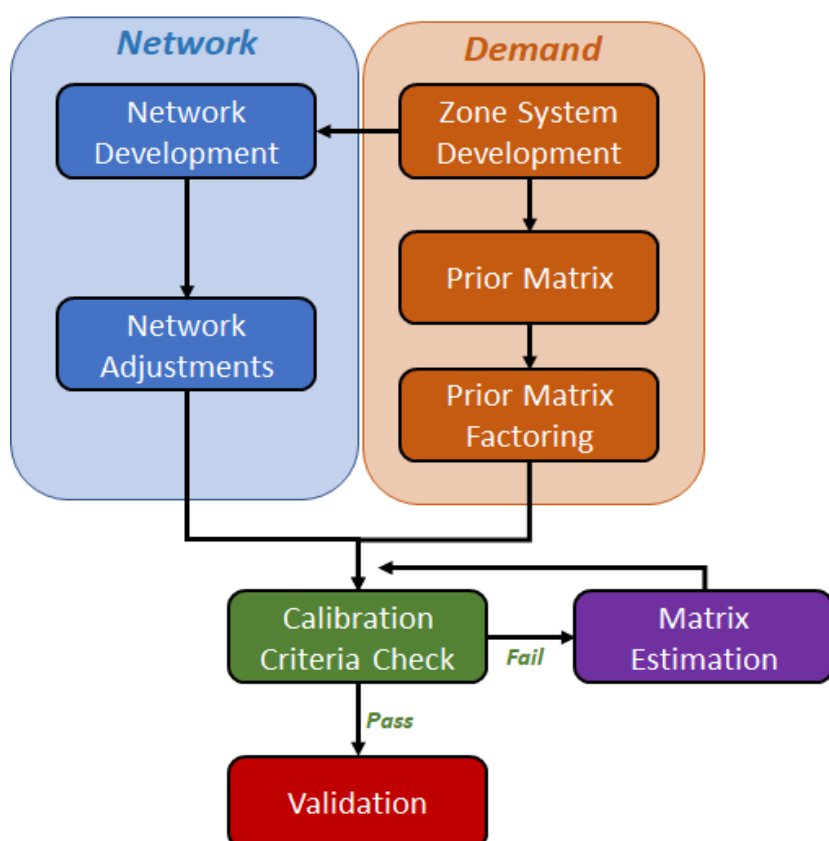 Network
Demand
Network
Development
Zone System
Development
Prior Matrix
Network
Adjustments
Prior Matrix
Factoring
Calibration
Criteria Check
Fail
Matrix
Estimation
Pass
Validation